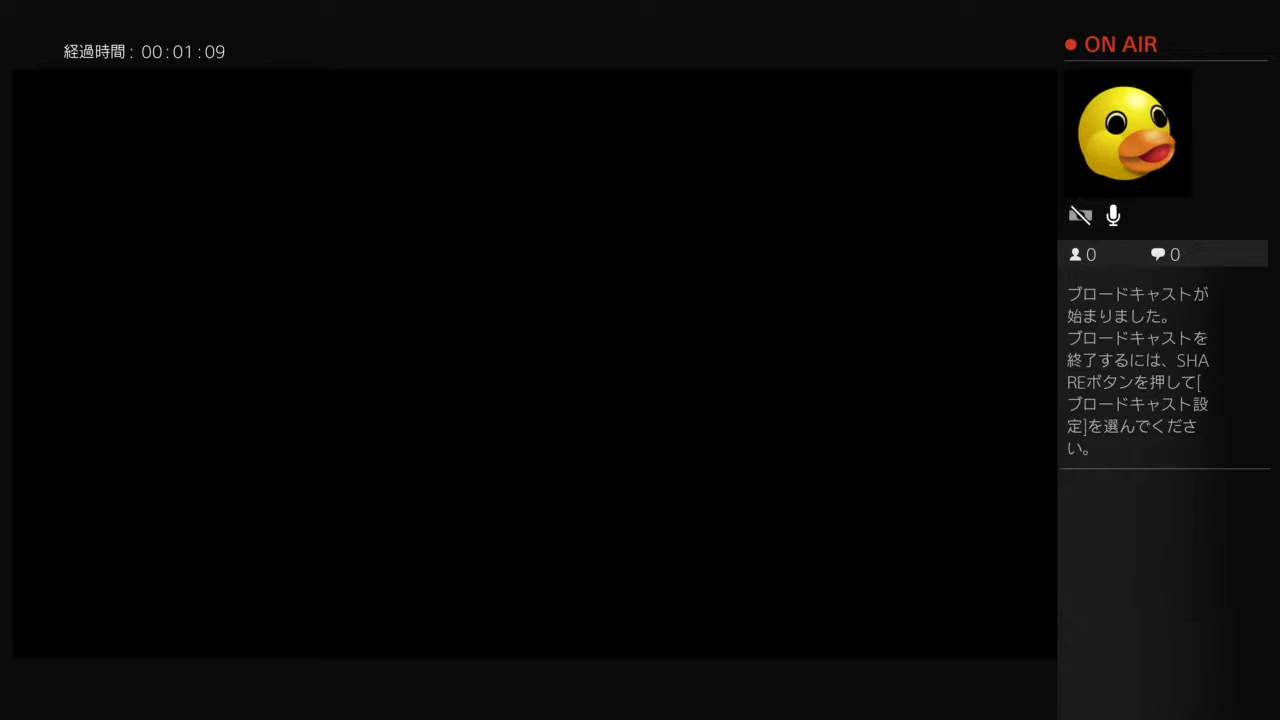 経過時間: 00:01:09
ON AIR
0 0
ブロードキャストが
始まりました。
ブロードキャストを
終了するには、SHA
REボタンを押して[
ブロードキャスト設
定]を選んでくださ
い。